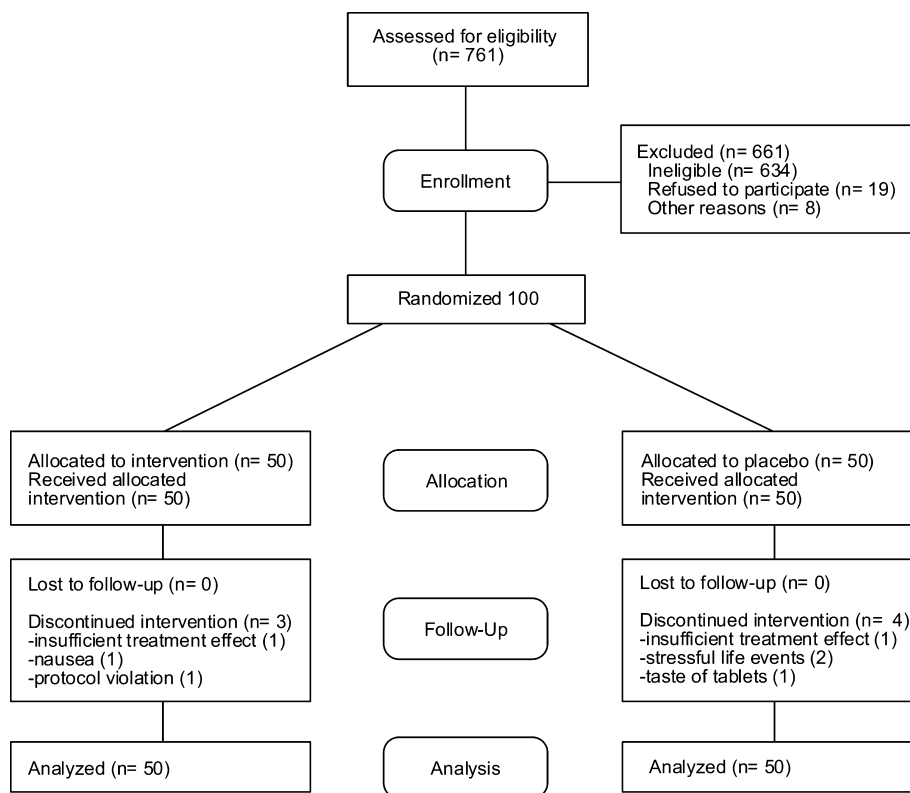 Assessed for eligibility
(n= 761)
Enrollment
Excluded (n= 661)
Ineligible (n= 634)
Refused to participate (n= 19)
Other reasons (n= 8)
Randomized 100
Allocated to intervention (n= 50)
Received allocated
intervention (n= 50)
Allocation
Allocated to placebo (n= 50)
Received allocated
intervention (n= 50)
Lost to follow-up (n= 0)
Discontinued intervention (n= 3)
-insufficient treatment effect (1)
-nausea (1)
-protocol violation (1)
Follow-Up
Lost to follow-up (n= 0)
Discontinued intervention (n= 4)
-insufficient treatment effect (1)
-stressful life events (2)
-taste of tablets (1)
Analyzed (n= 50)
Analysis
Analyzed (n= 50)